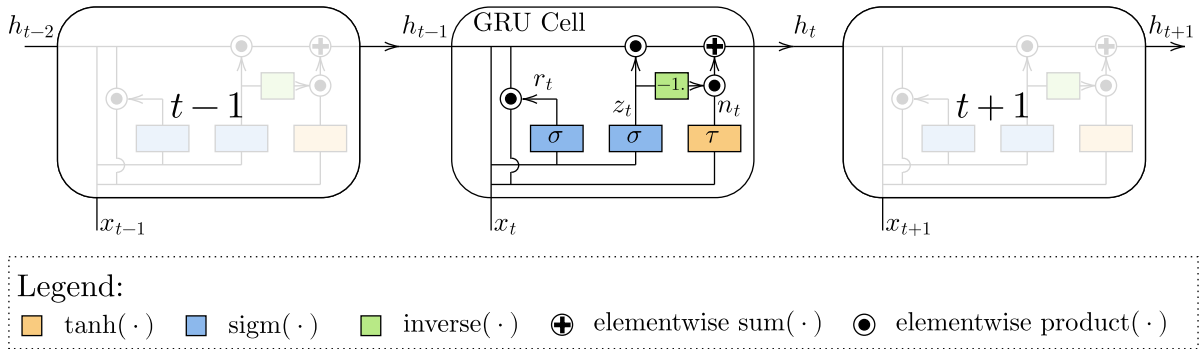 h_{t-2} h_{t-1} GRU Cell h_t h_{t+1}
t-1 r_t z_t -1. n_t t+1
σ σ τ
x_{t-1} x_t x_{t+1}
Legend:
tanh(·) sigm(·) inverse(·) elementwise sum(·) elementwise product(·)